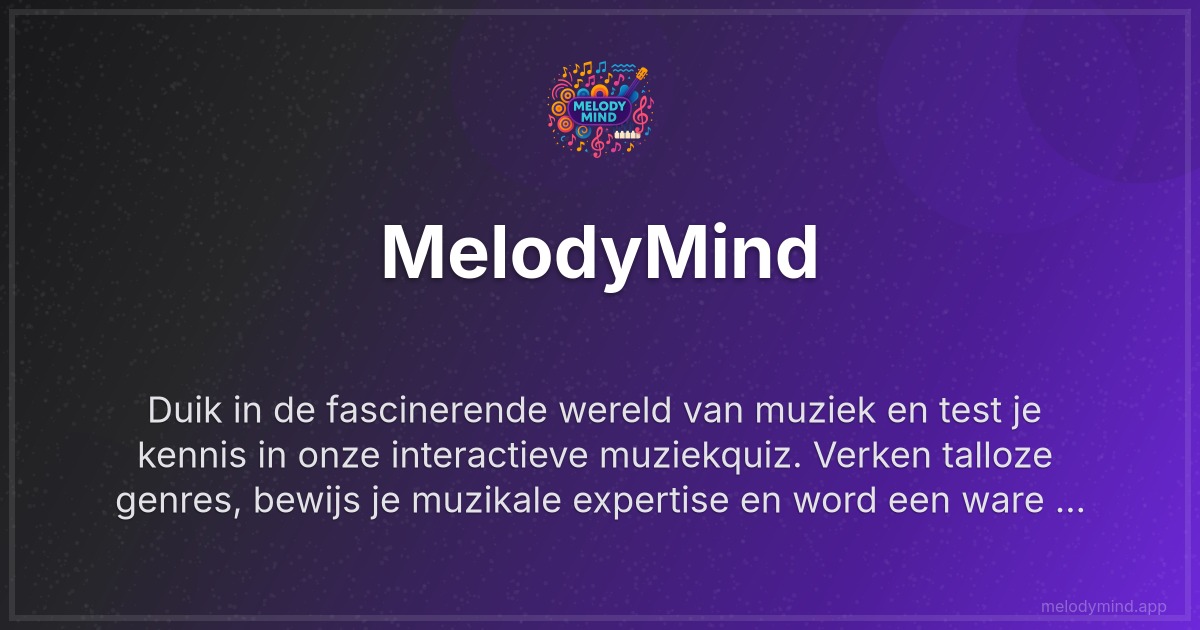 MELODY
MIND
MelodyMind
Duik in de fascinerende wereld van muziek en test je
kennis in onze interactieve muziekquiz. Verken talloze
genres, bewijs je muzikale expertise en word een ware ...
melodymind.app